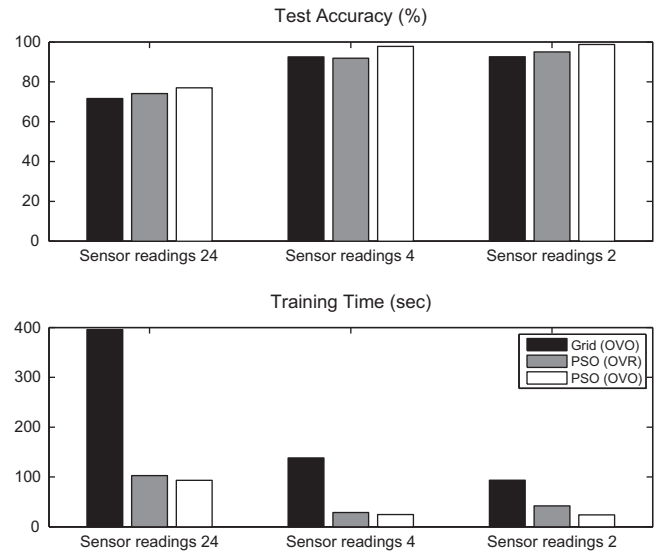 Test Accuracy (%)
100
80
60
40
20
0
Sensor readings 24 Sensor readings 4 Sensor readings 2
Training Time (sec)
400
300
200
100
0
Grid (OVO)
PSO (OVR)
PSO (OVO)
Sensor readings 24 Sensor readings 4 Sensor readings 2